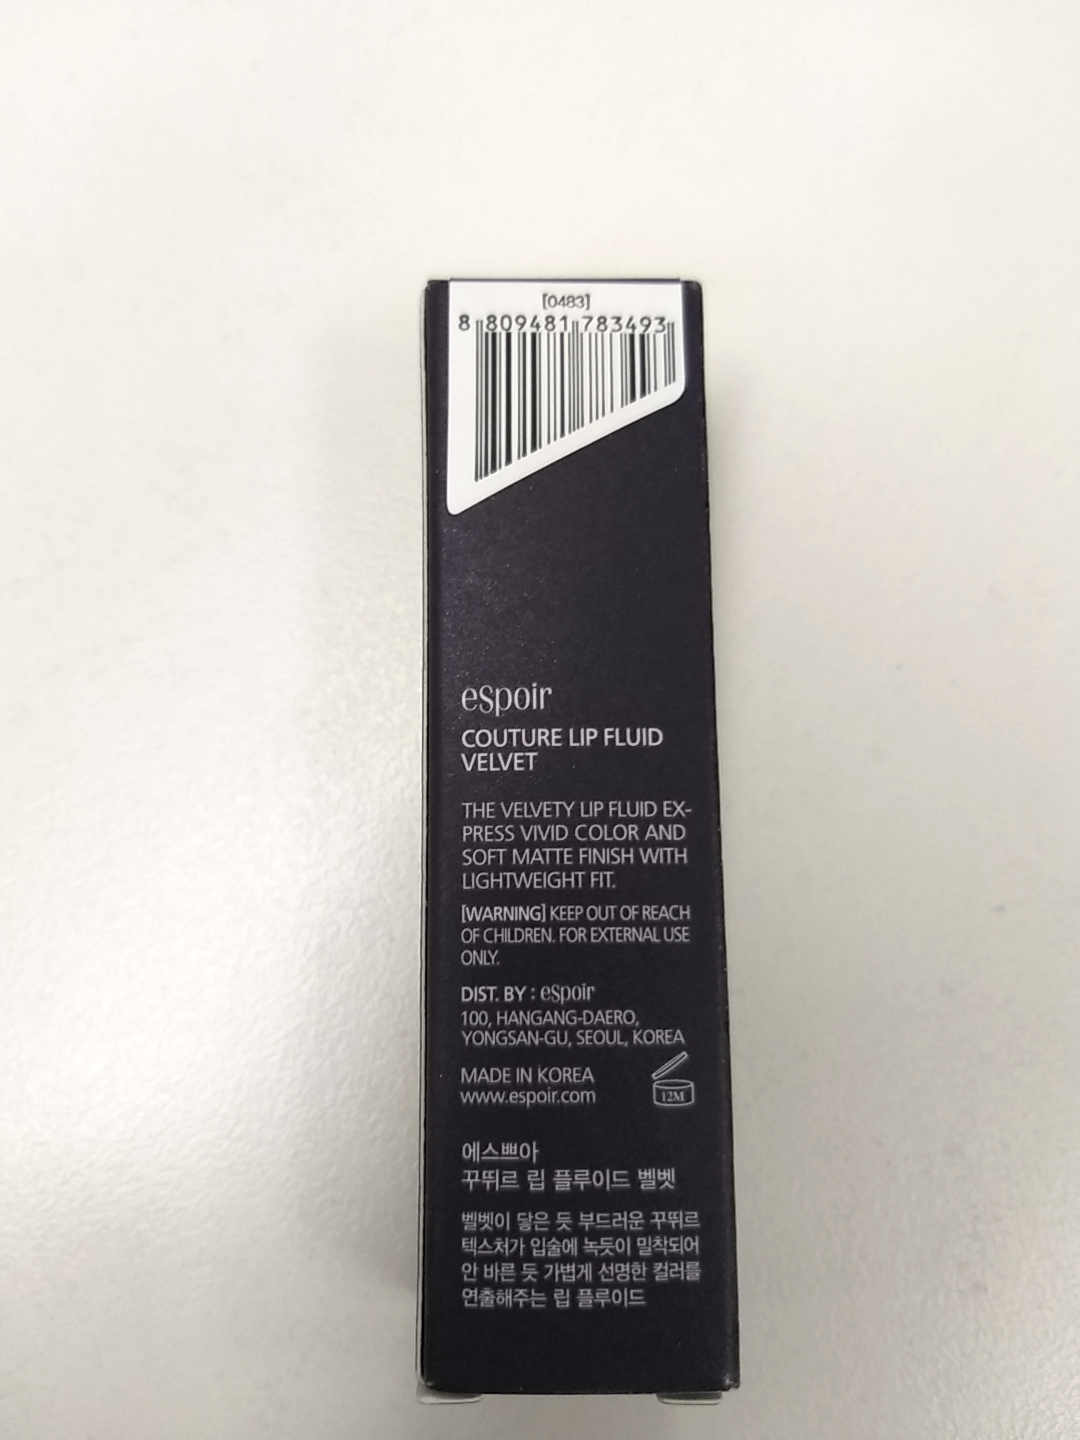 [0483]
8 809481 783493
espoir
COUTURE LIP FLUID
VELVET
THE VELVETY LIP FLUID EX-
PRESS VIVID COLOR AND
SOFT MATTE FINISH WITH
LIGHTWEIGHT FIT.
[WARNING] KEEP OUT OF REACH
OF CHILDREN. FOR EXTERNAL USE
ONLY.
DIST. BY : espoir
100, HANGANG-DAERO,
YONGSAN-GU, SEOUL, KOREA
MADE IN KOREA
www.espoir.com
12M
에스쁘아
꾸뛰르 립 플루이드 벨벳
벨벳이 닿은 듯 부드러운 꾸뛰르
텍스처가 입술에 녹듯이 밀착되어
안 바른 듯 가볍게 선명한 컬러를
연출해주는 립 플루이드